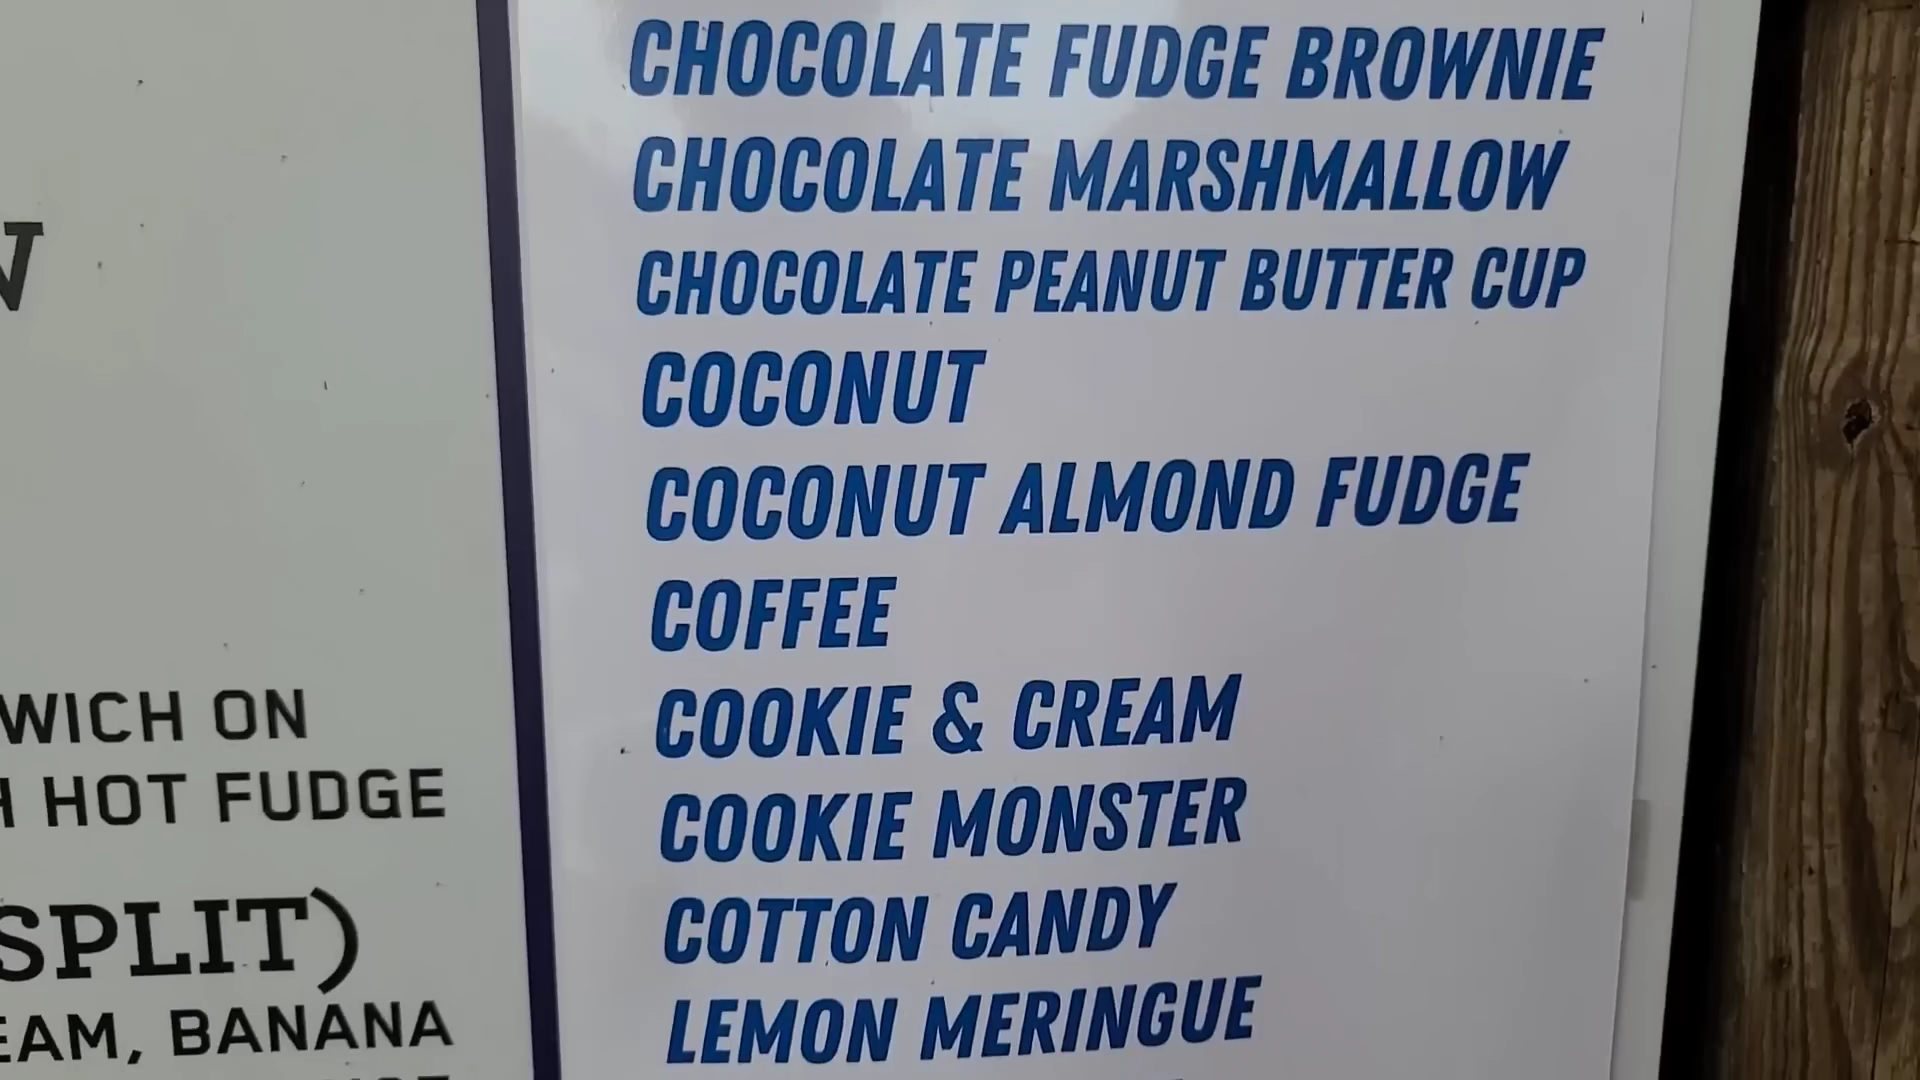 WICH ON
HOT FUDGE
SPLIT)
BANANA
CHOCOLATE FUDGE BROWNIE
CHOCOLATE MARSHMALLOW
CHOCOLATE PEANUT BUTTER CUP
COCONUT
COCONUT ALMOND FUDGE
COFFEE
COOKIE & CREAM
COOKIE MONSTER
COTTON CANDY
LEMON MERINGUE